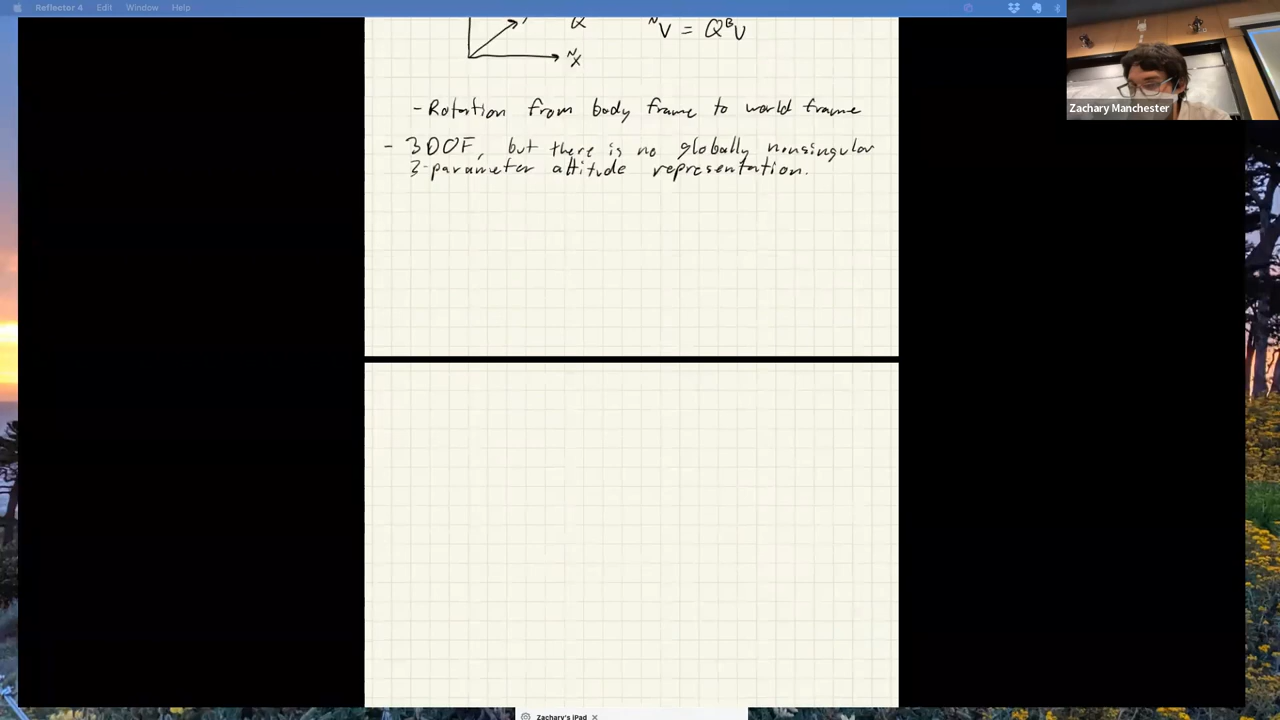 Reflector 4 Edit Window Help
Q ᴺV = QᴮV
ᴺX
Zachary Manchester
- Rotation from body frame to world frame
- 3DOF, but there is no globally nonsingular
3-parameter attitude representation.
Zachary's iPad